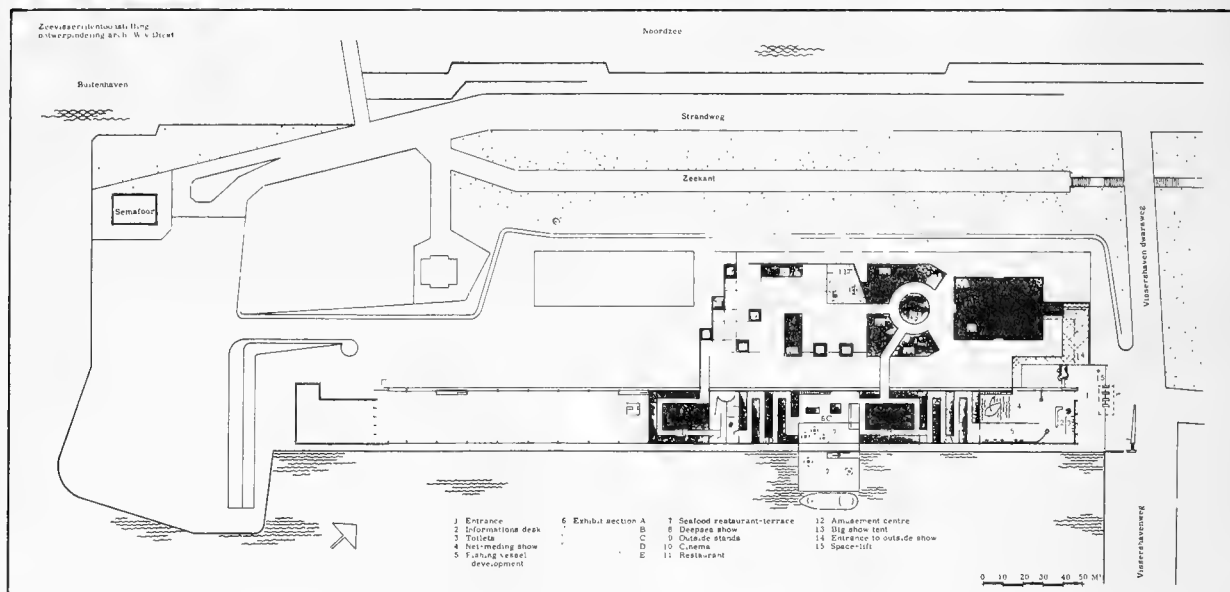 Zeevisserijtentoonstelling
arch. W v Diest
Noordzee
Buitenhaven
Strandweg
Zeekant
Semafoor
Vissershaven dwarsweg
Vissershavenweg
1 Entrance
2 Informations desk
3 Toilets
4 Net-meding show
5 Fishing vessel
development
6 Exhibit section A
" B
" C
D
E
7 Seafood restaurant-terrace
8 Deepsea show
9 Outside stands
10 Cinema
11 Restaurant
12 Amusement centre
13 Big show tent
14 Entrance to outside show
15 Space-lift
0 10 20 30 40 50 M